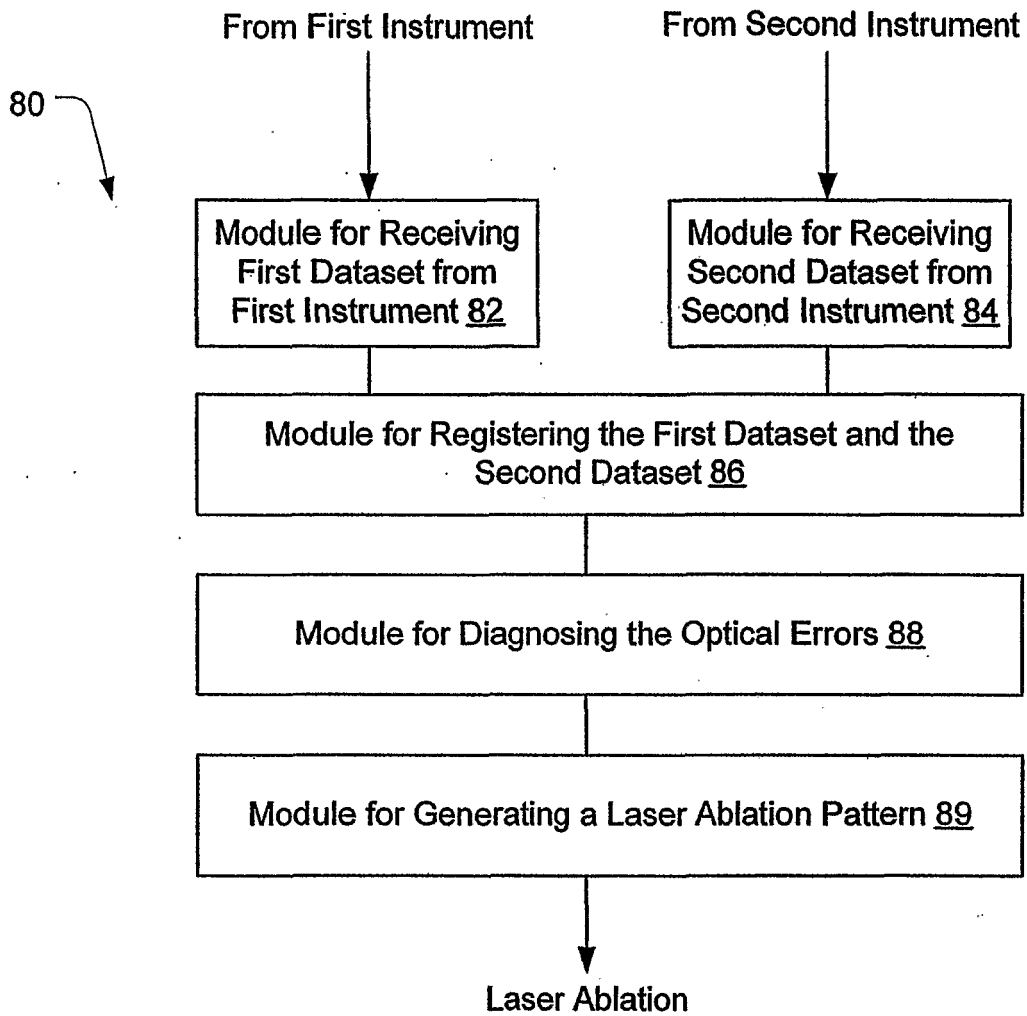 From First Instrument
From Second Instrument
80
Module for Receiving
First Dataset from
First Instrument 82
Module for Receiving
Second Dataset from
Second Instrument 84
Module for Registering the First Dataset and the
Second Dataset 86
Module for Diagnosing the Optical Errors 88
Module for Generating a Laser Ablation Pattern 89
Laser Ablation